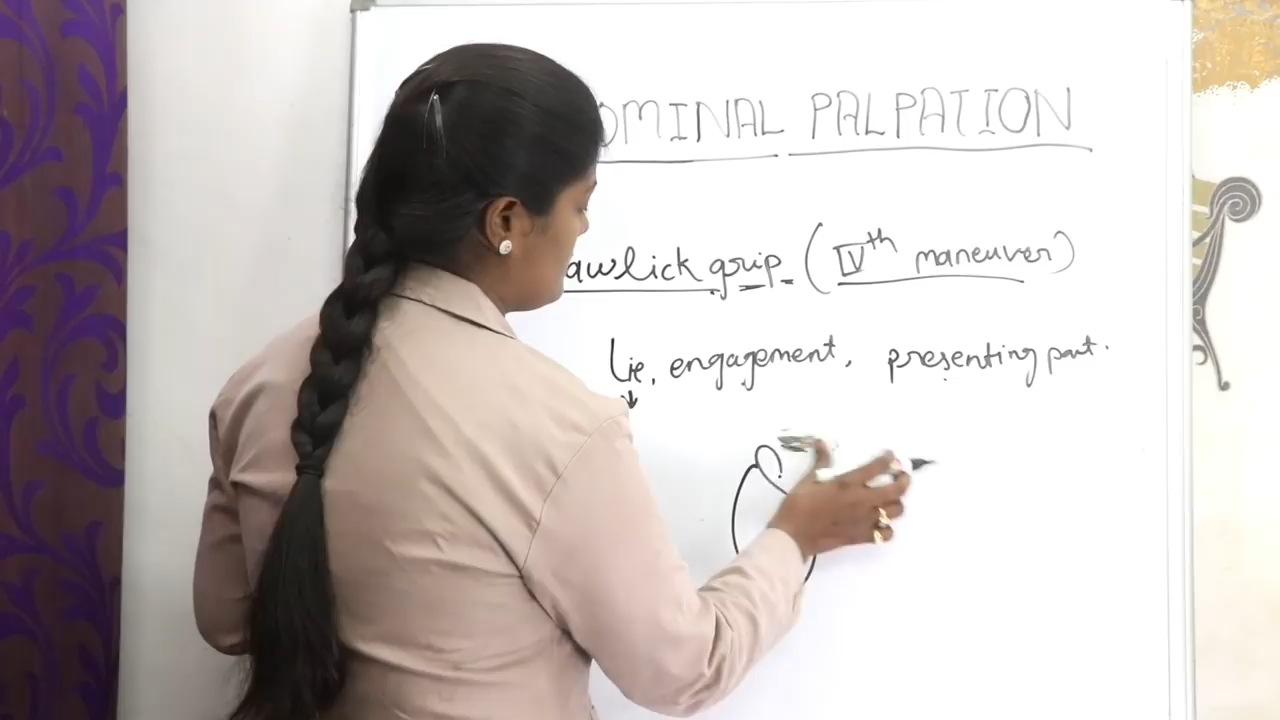 OMINAL PALPATION
awlick grip (IVth maneuver)
Lie, engagement, presenting part.